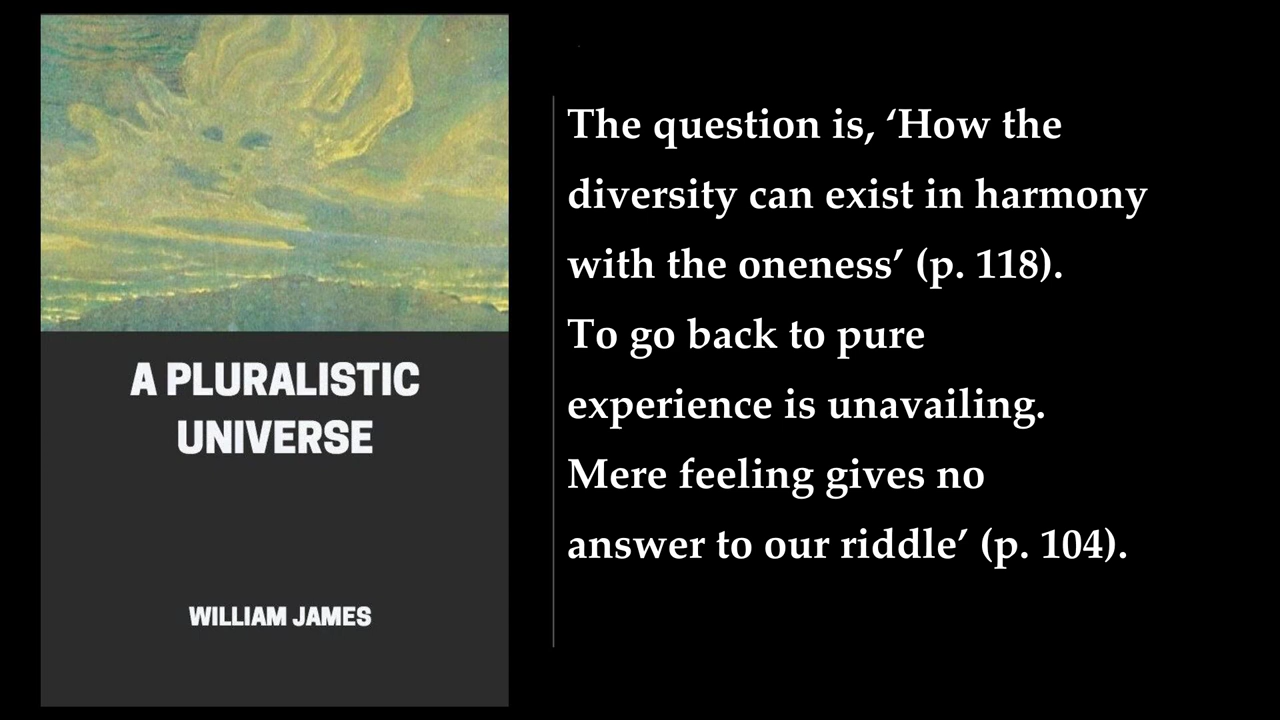 A PLURALISTIC
UNIVERSE
WILLIAM JAMES
The question is, ‘How the
diversity can exist in harmony
with the oneness’ (p. 118).
To go back to pure
experience is unavailing.
Mere feeling gives no
answer to our riddle’ (p. 104).